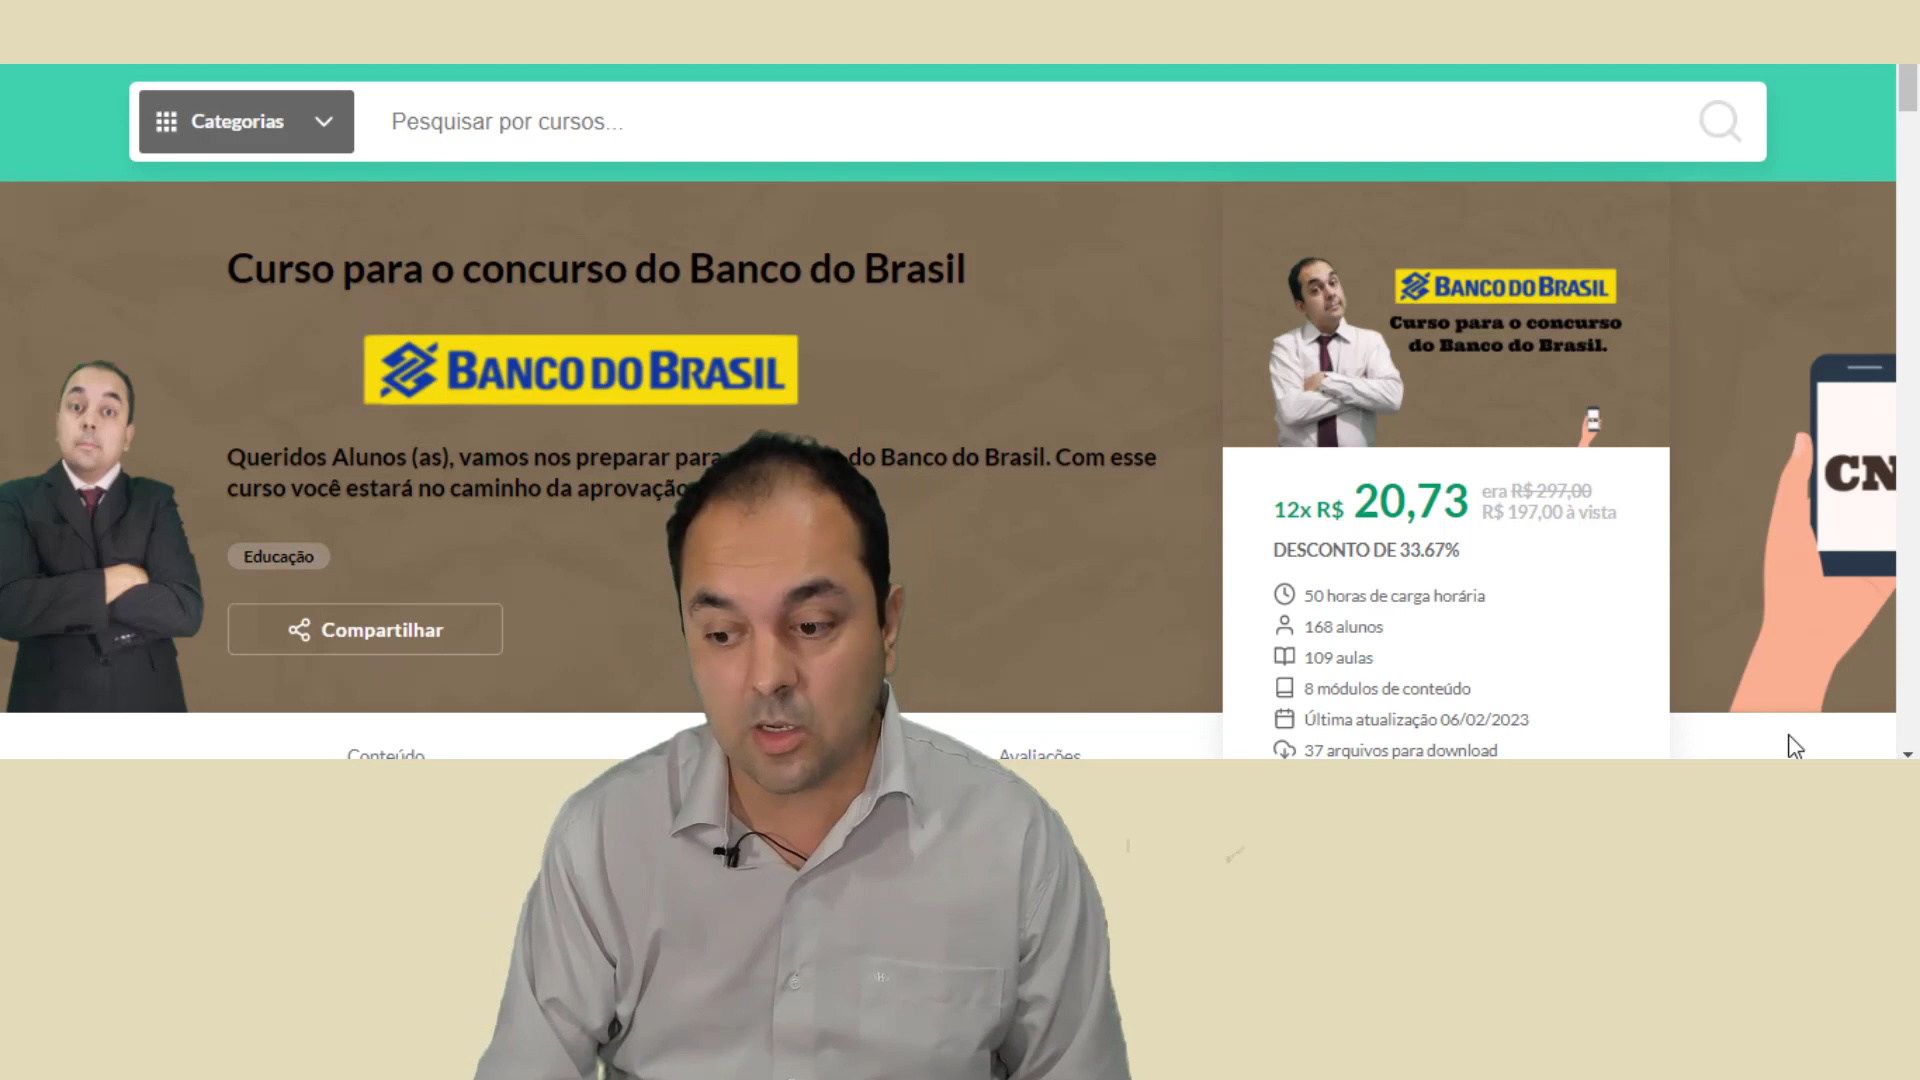 Categorias
Pesquisar por cursos...
Curso para o concurso do Banco do Brasil
BANCO DO BRASIL
Queridos Alunos (as), vamos nos preparar para do Banco do Brasil. Com esse
curso você estará no caminho da aprovação
Educação
Compartilhar
BANCO DO BRASIL
Curso para o concurso
do Banco do Brasil.
12x R$ 20,73
era R$ 297,00
R$ 197,00 à vista
DESCONTO DE 33.67%
50 horas de carga horária
168 alunos
109 aulas
8 módulos de conteúdo
Última atualização 06/02/2023
37 arquivos para download
CN
Conteúdo
Avaliações